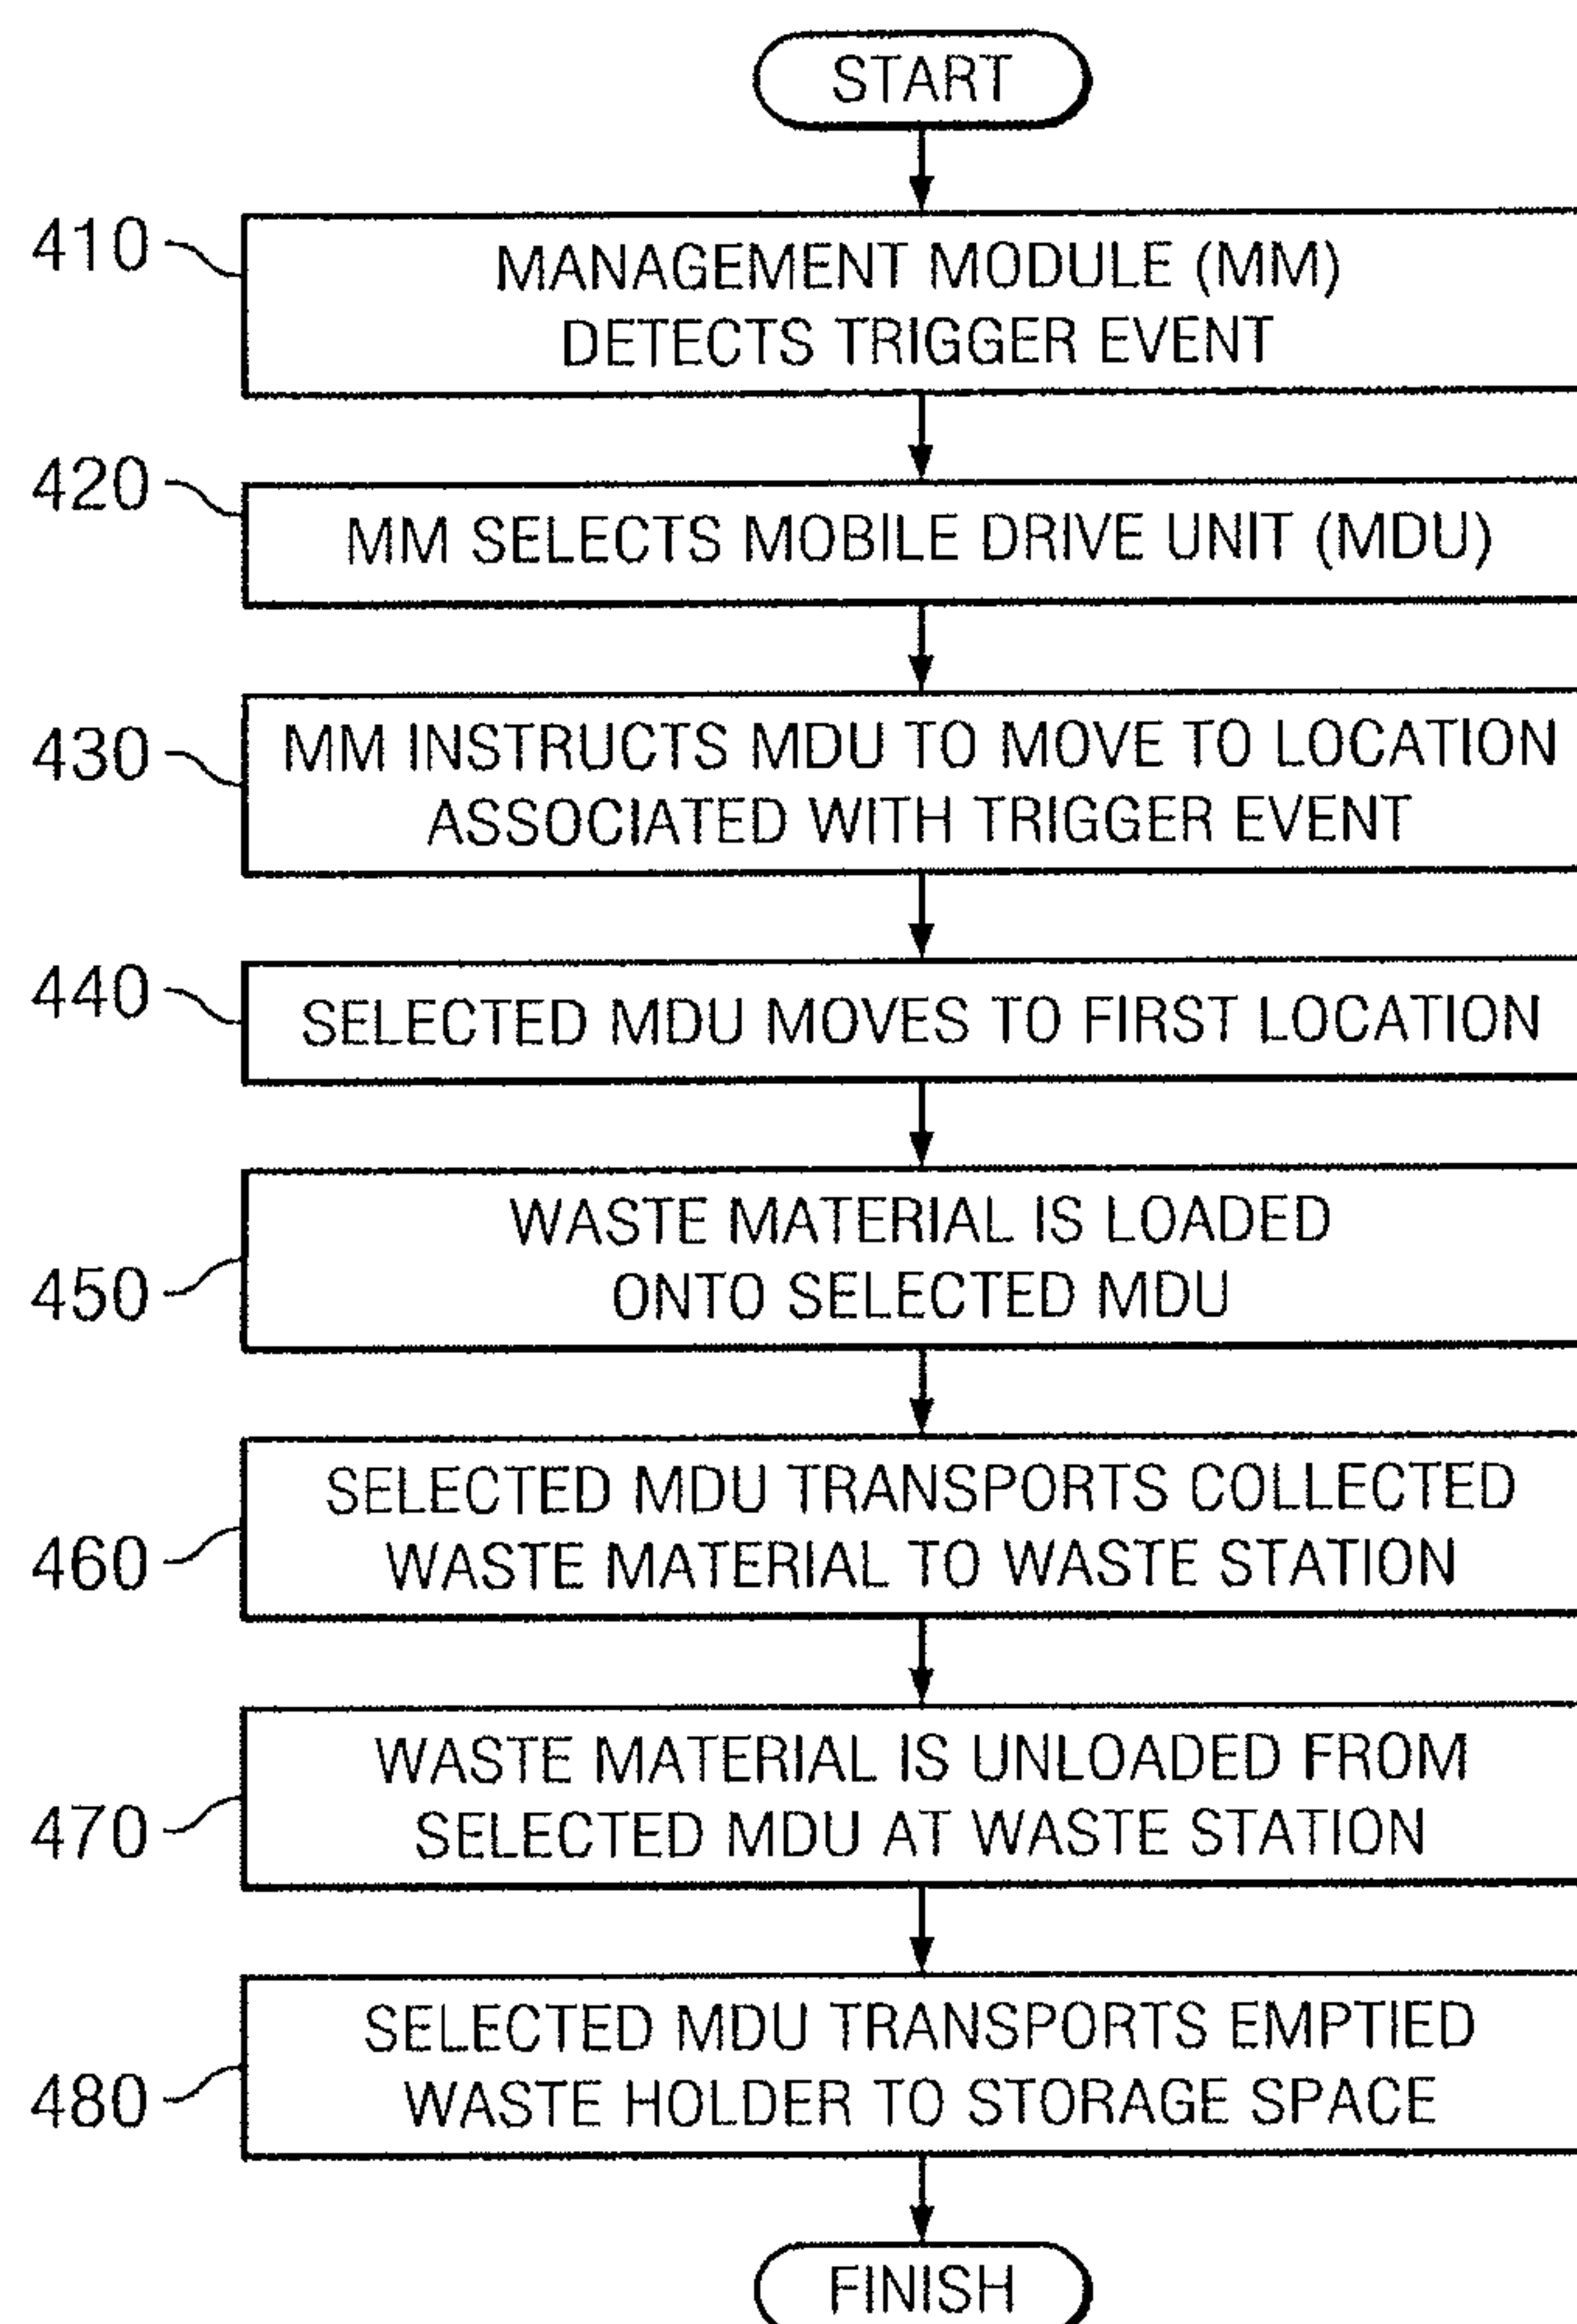 START
410
MANAGEMENT MODULE (MM)
DETECTS TRIGGER EVENT
420
MM SELECTS MOBILE DRIVE UNIT (MDU)
430
MM INSTRUCTS MDU TO MOVE TO LOCATION
ASSOCIATED WITH TRIGGER EVENT
440
SELECTED MDU MOVES TO FIRST LOCATION
450
WASTE MATERIAL IS LOADED
ONTO SELECTED MDU
460
SELECTED MDU TRANSPORTS COLLECTED
WASTE MATERIAL TO WASTE STATION
470
WASTE MATERIAL IS UNLOADED FROM
SELECTED MDU AT WASTE STATION
480
SELECTED MDU TRANSPORTS EMPTIED
WASTE HOLDER TO STORAGE SPACE
FINISH